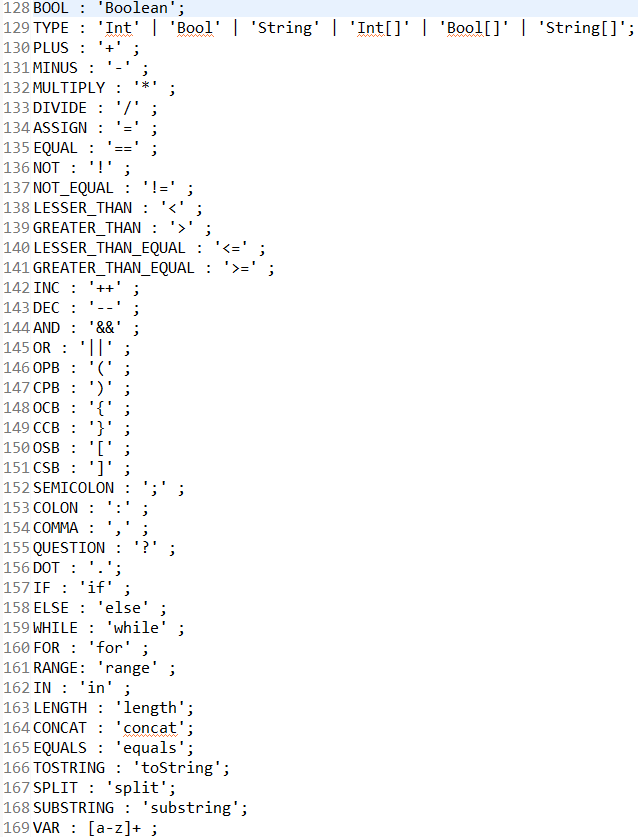 128 BOOL : 'Boolean';
129 TYPE : 'Int' | 'Bool' | 'String' | 'Int[]' | 'Bool[]' | 'String[]';
130 PLUS : '+' ;
131 MINUS : '-' ;
132 MULTIPLY : '*' ;
133 DIVIDE : '/' ;
134 ASSIGN : '=' ;
135 EQUAL : '==' ;
136 NOT : '!' ;
137 NOT_EQUAL : '!=' ;
138 LESSER_THAN : '<' ;
139 GREATER_THAN : '>' ;
140 LESSER_THAN_EQUAL : '<=' ;
141 GREATER_THAN_EQUAL : '>=' ;
142 INC : '++' ;
143 DEC : '--' ;
144 AND : '&&' ;
145 OR : '||' ;
146 OPB : '(' ;
147 CPB : ')' ;
148 OCB : '{' ;
149 CCB : '}' ;
150 OSB : '[' ;
151 CSB : ']' ;
152 SEMICOLON : ';' ;
153 COLON : ':' ;
154 COMMA : ',' ;
155 QUESTION : '?' ;
156 DOT : '.';
157 IF : 'if' ;
158 ELSE : 'else' ;
159 WHILE : 'while' ;
160 FOR : 'for' ;
161 RANGE: 'range' ;
162 IN : 'in' ;
163 LENGTH : 'length';
164 CONCAT : 'concat';
165 EQUALS : 'equals';
166 TOSTRING : 'toString';
167 SPLIT : 'split';
168 SUBSTRING : 'substring';
169 VAR : [a-z]+ ;